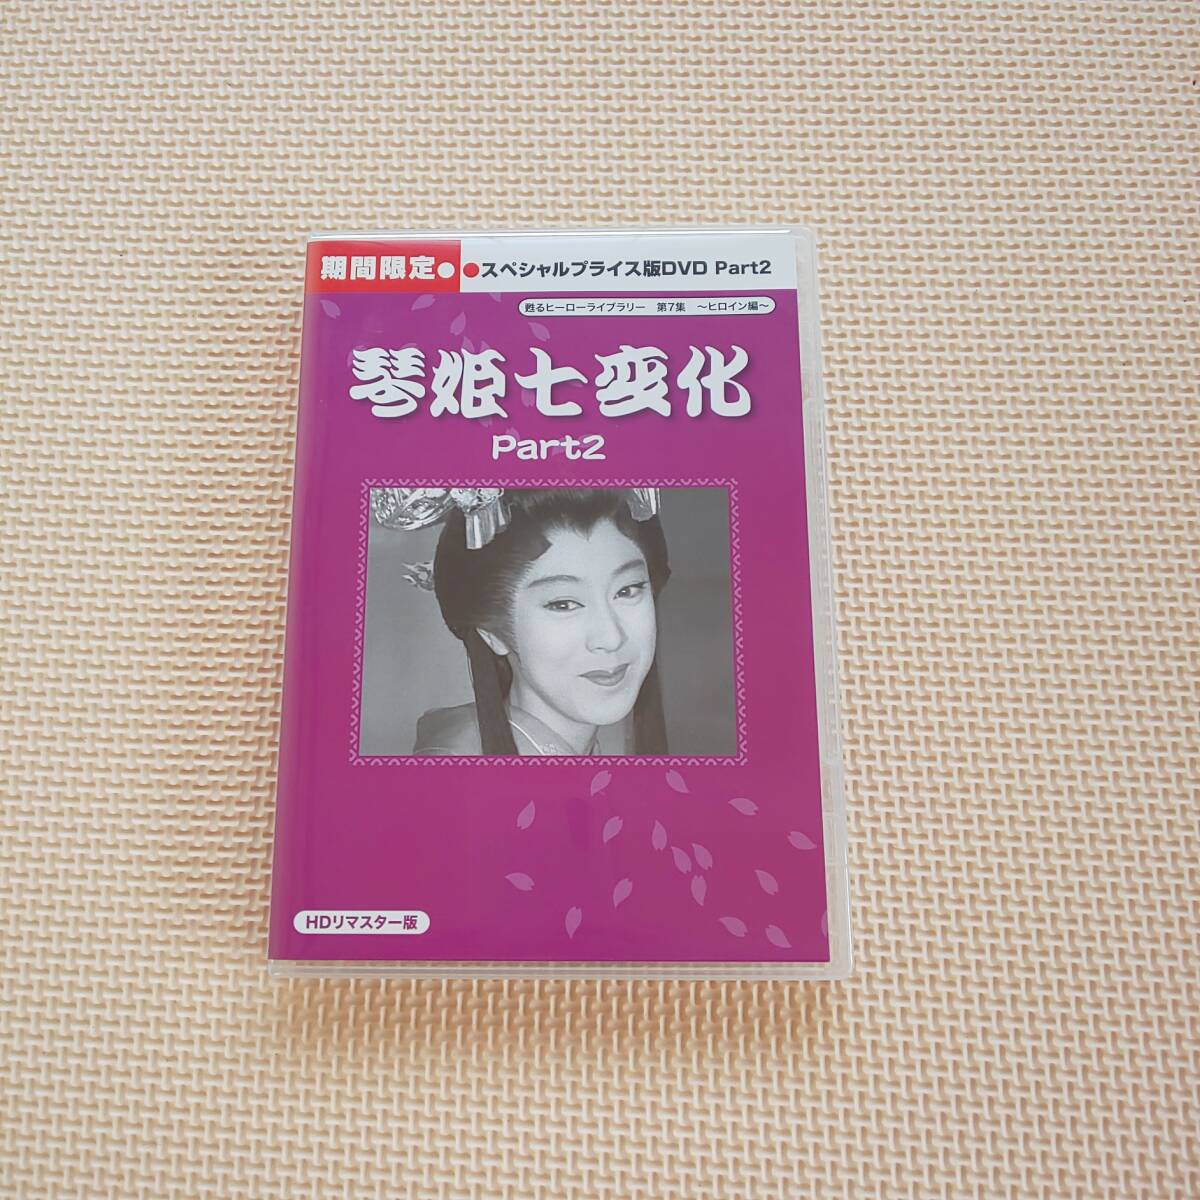 期間限定●●スペシャルプライス版DVD Part2
甦るヒーローライブラリー　第7集　～ヒロイン編～
琴姫七変化
Part2
HDリマスター版